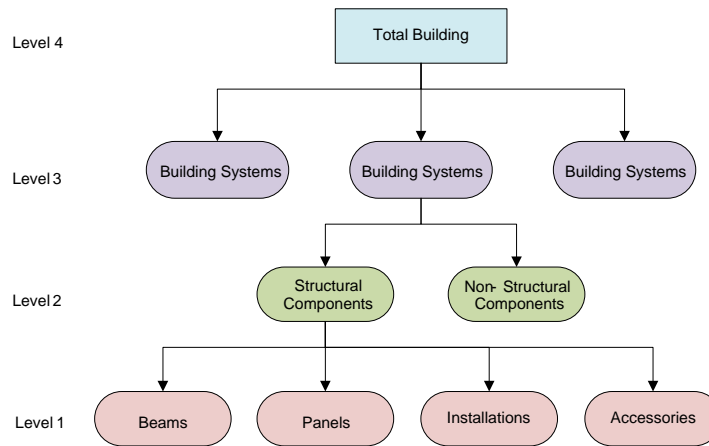 Total Building
Level 4
Building Systems
Building Systems
Building Systems
Level 3
Structural
Components
Non- Structural
Components
Level 2
Beams
Panels
Installations
Accessories
Level 1